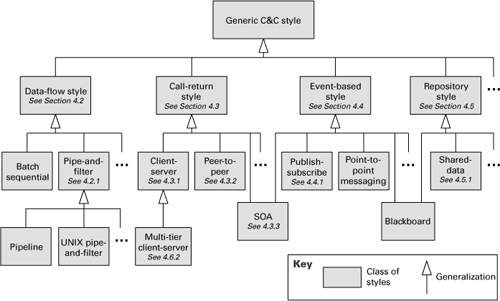 Generic C&C style
Data-flow style
See Section 4.2
Call-return
style
See Section 4.3
Event-based
style
See Section 4.4
Repository
style
See Section 4.5
...
Batch
sequential
Pipe-and-
filter
See 4.2.1
...
Client-
server
See 4.3.1
Peer-to-
peer
See 4.3.2
...
Publish-
subscribe
See 4.4.1
Point-to-
point
messaging
...
Shared-
data
See 4.5.1
...
SOA
See 4.3.3
Blackboard
Pipeline
UNIX pipe-
and-filter
...
Multi-tier
client-server
See 4.6.2
Key
Class of
styles
Generalization